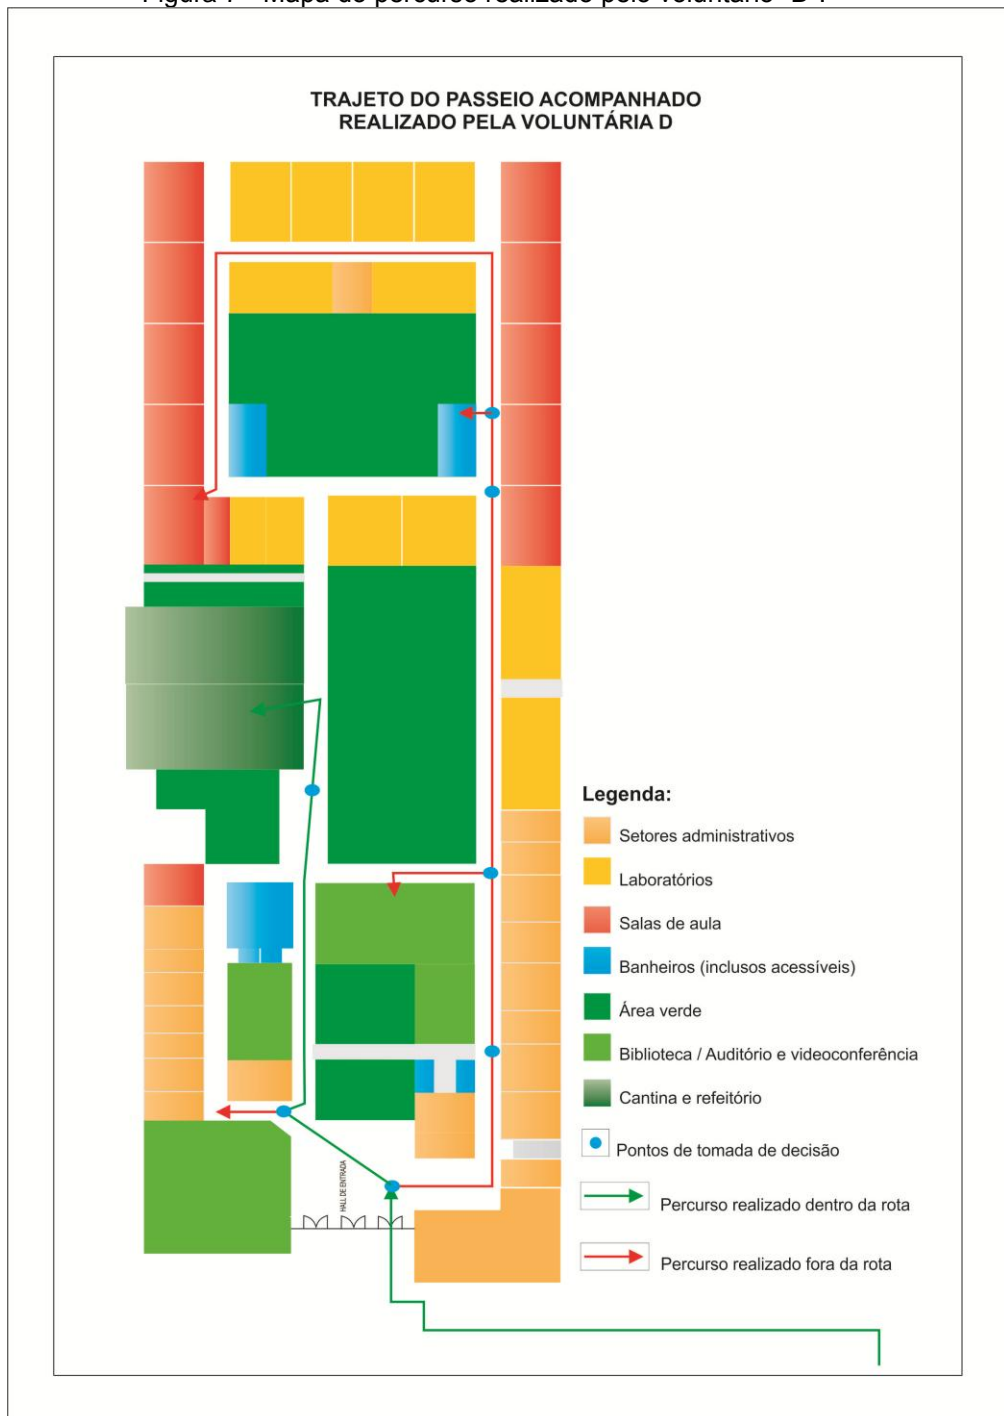 TRAJETO DO PASSEIO ACOMPANHADO
REALIZADO PELA VOLUNTÁRIA D
HALL DE ENTRADA
Legenda:
Setores administrativos
Laboratórios
Salas de aula
Banheiros (inclusos acessíveis)
Área verde
Biblioteca / Auditório e videoconferência
Cantina e refeitório
Pontos de tomada de decisão
Percurso realizado dentro da rota
Percurso realizado fora da rota